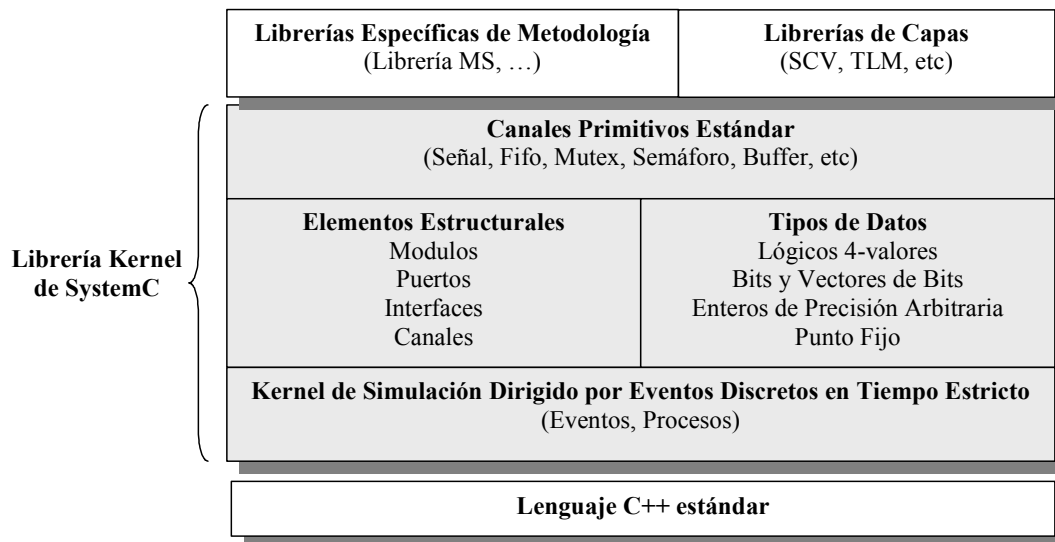 Librerías Específicas de Metodología
(Librería MS, …)
Librerías de Capas
(SCV, TLM, etc)
Canales Primitivos Estándar
(Señal, Fifo, Mutex, Semáforo, Buffer, etc)
Librería Kernel
de SystemC
Elementos Estructurales
Modulos
Puertos
Interfaces
Canales
Tipos de Datos
Lógicos 4-valores
Bits y Vectores de Bits
Enteros de Precisión Arbitraria
Punto Fijo
Kernel de Simulación Dirigido por Eventos Discretos en Tiempo Estricto
(Eventos, Procesos)
Lenguaje C++ estándar